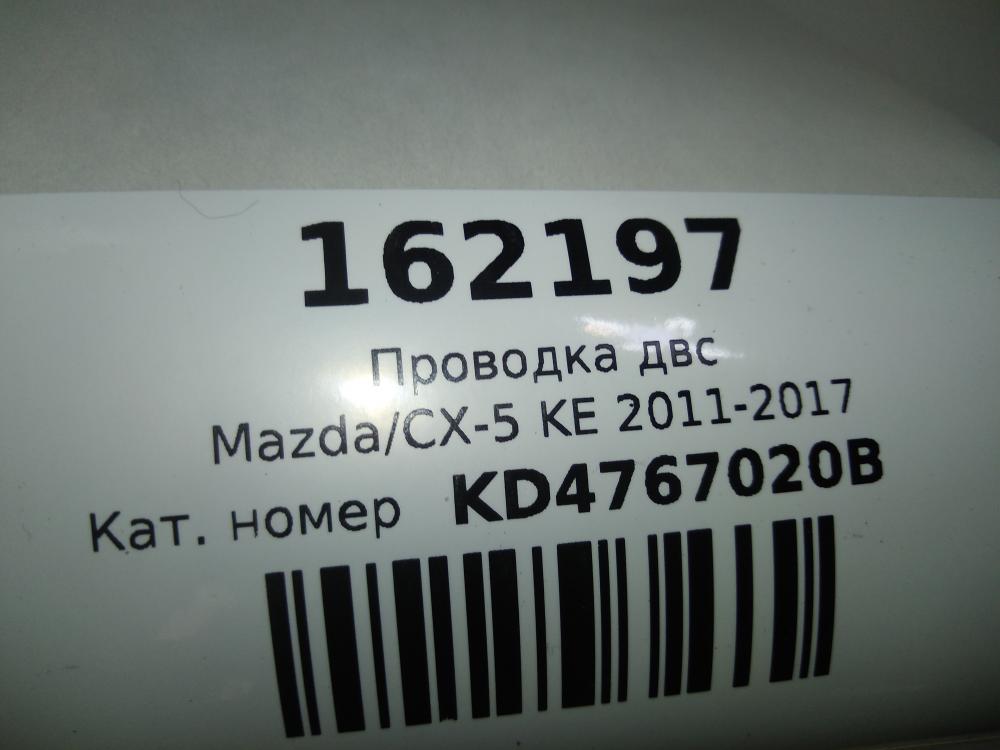 162197
Проводка двс
Mazda/CX-5 KE 2011-2017
Кат. номер KD4767020B